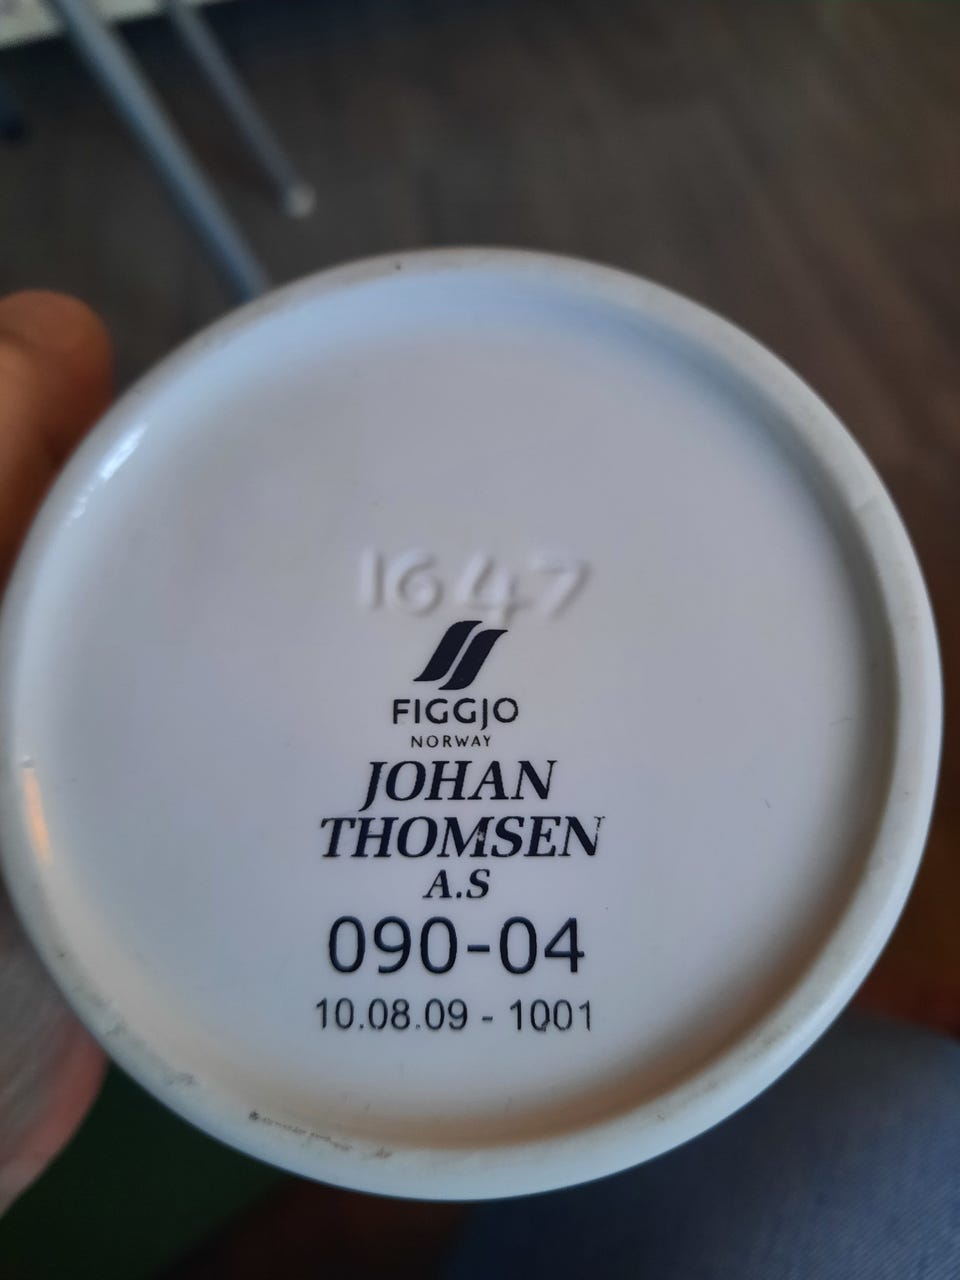 1647
FIGGJO
NORWAY
JOHAN
THOMSEN
A.S
090-04
10.08.09 - 1001